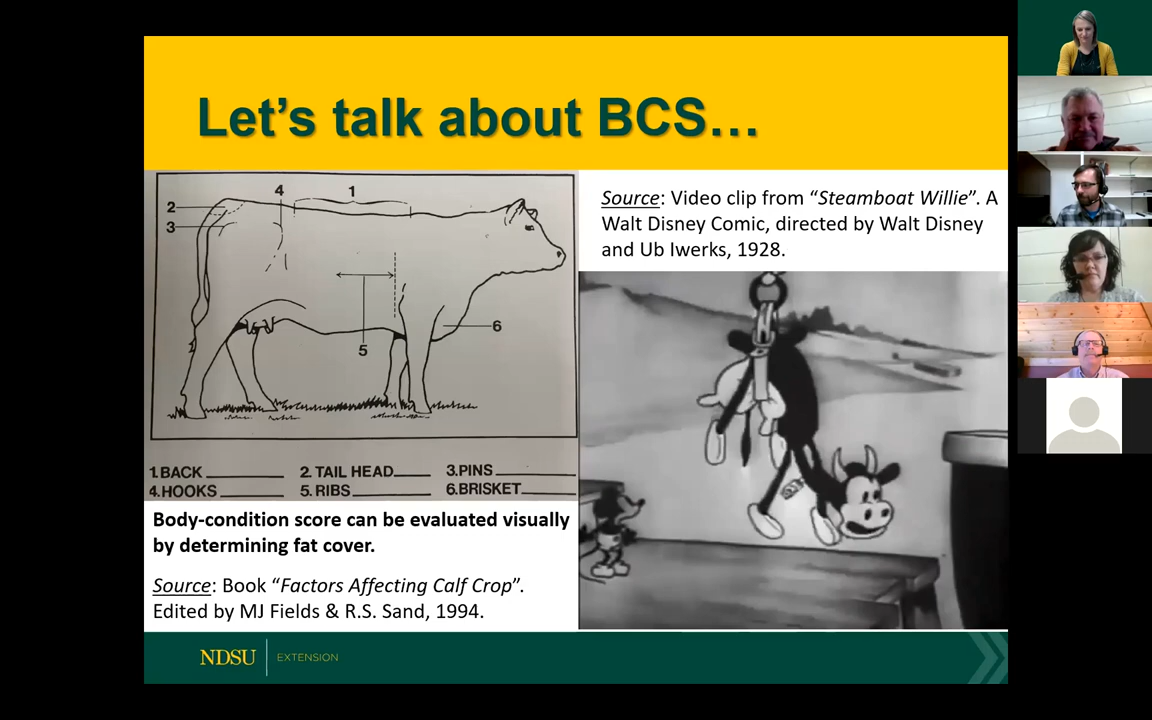 Let's talk about BCS...
4
1
2
3
5
6
1.BACK 2. TAIL HEAD 3.PINS
4.HOOKS 5. RIBS 6.BRISKET
Body-condition score can be evaluated visually
by determining fat cover.
Source: Book “Factors Affecting Calf Crop”.
Edited by MJ Fields & R.S. Sand, 1994.
Source: Video clip from “Steamboat Willie”. A
Walt Disney Comic, directed by Walt Disney
and Ub Iwerks, 1928.
NDSU EXTENSION